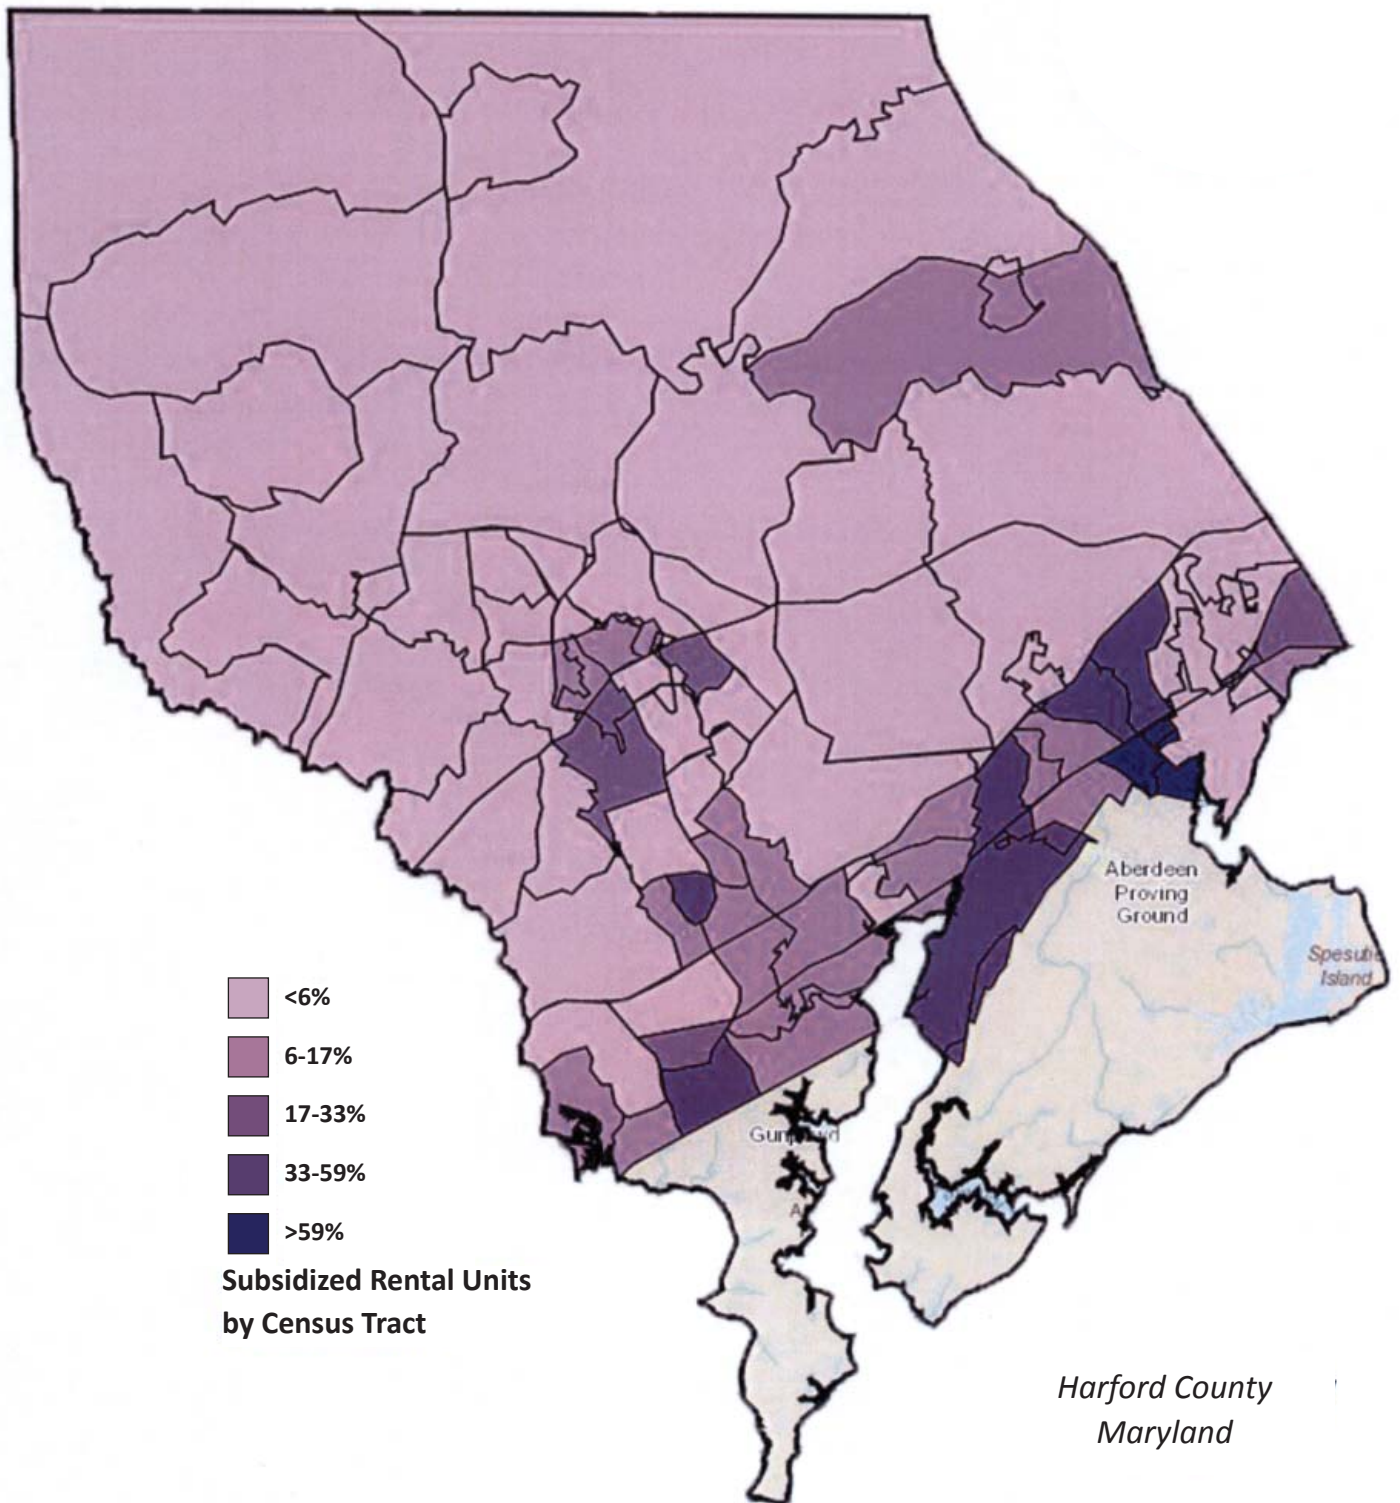 Aberdeen
Proving
Ground
Spesutie
Island
<6%
6-17%
17-33%
33-59%
>59%
Subsidized Rental Units
by Census Tract
Harford County
Maryland